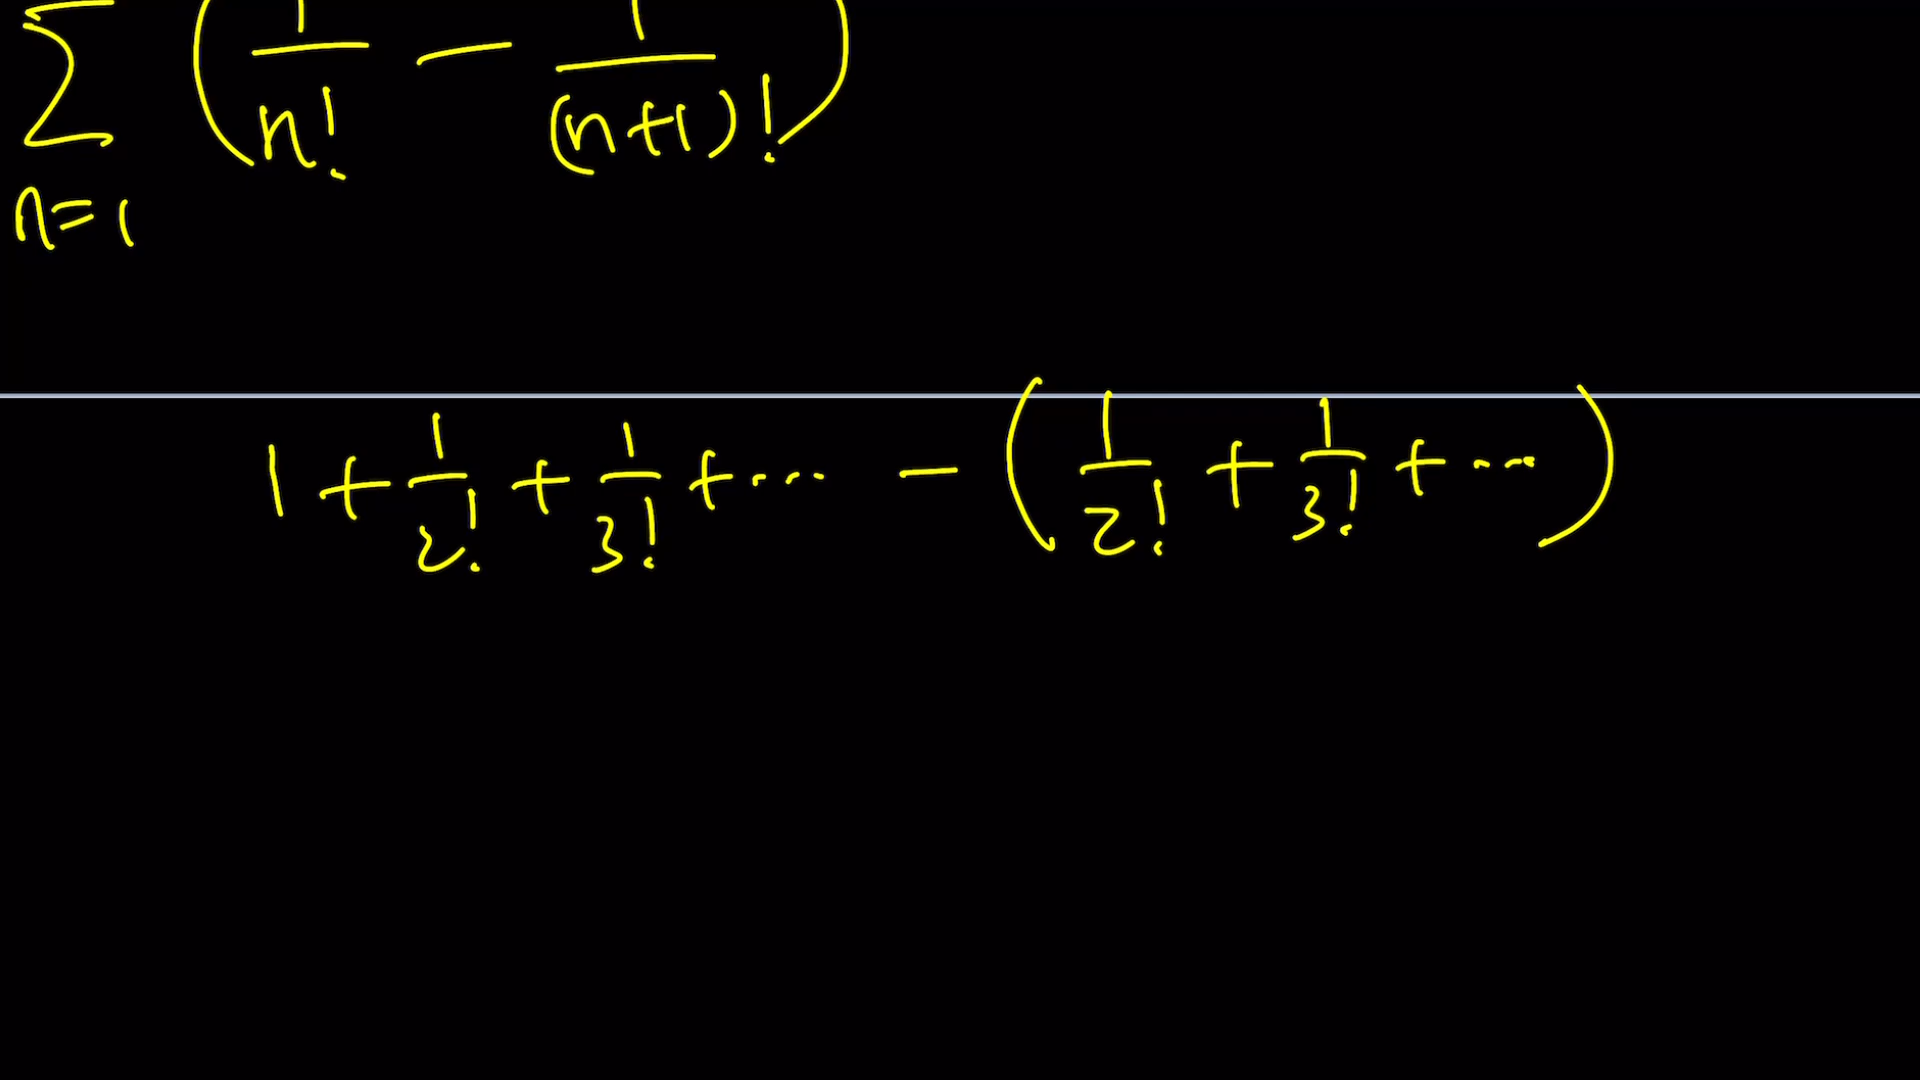 ∑ (1/n! − 1/(n+1)!)
n=1
1 + 1/2! + 1/3! + ... − (1/2! + 1/3! + ...)